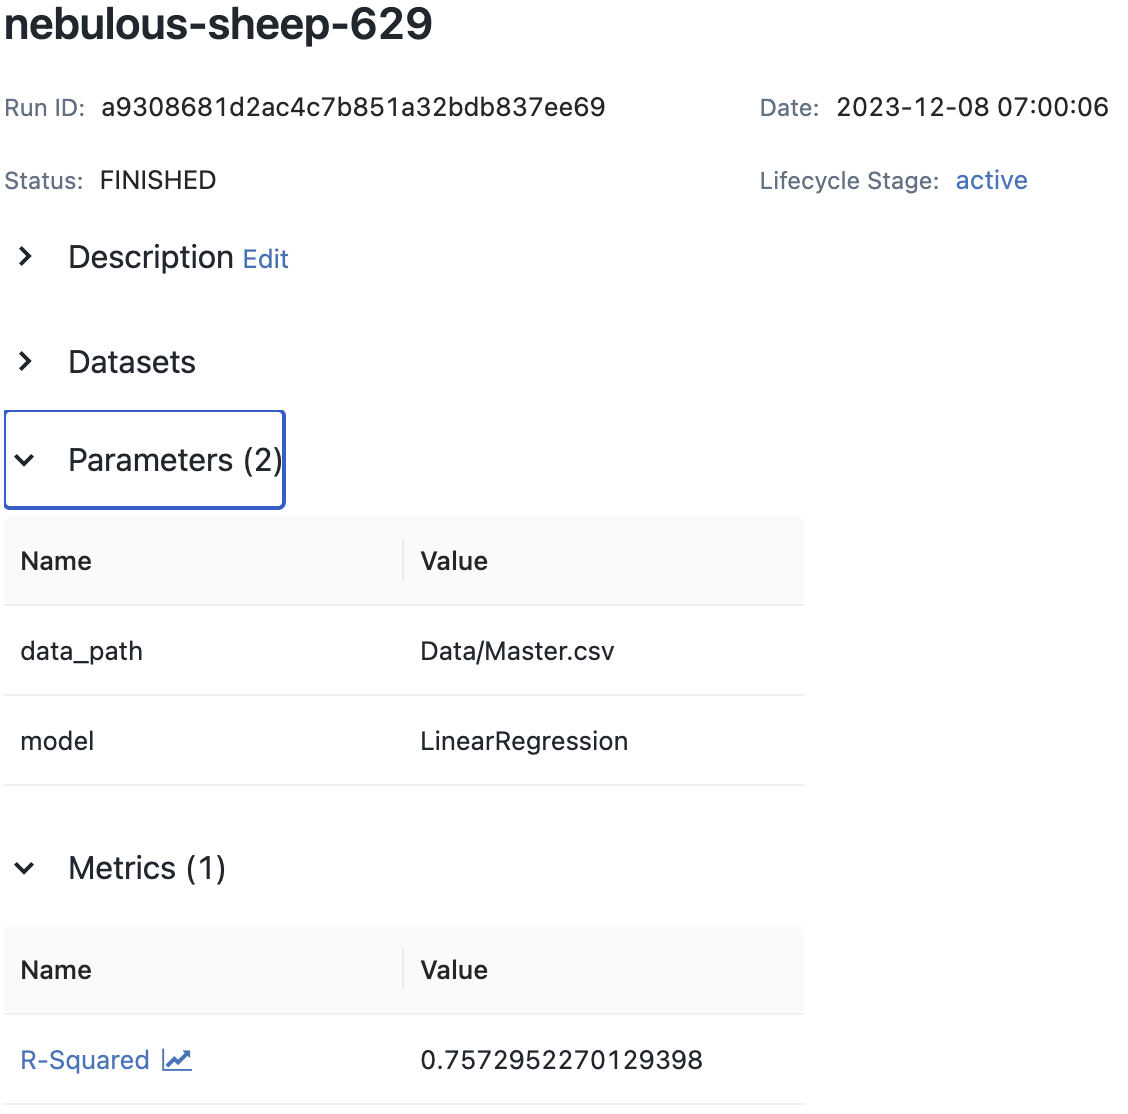 nebulous-sheep-629
Run ID: a9308681d2ac4c7b851a32bdb837ee69 Date: 2023-12-08 07:00:06
Status: FINISHED Lifecycle Stage: active
Description Edit
Datasets
Parameters (2)
Name Value
data_path Data/Master.csv
model LinearRegression
Metrics (1)
Name Value
R-Squared 0.7572952270129398